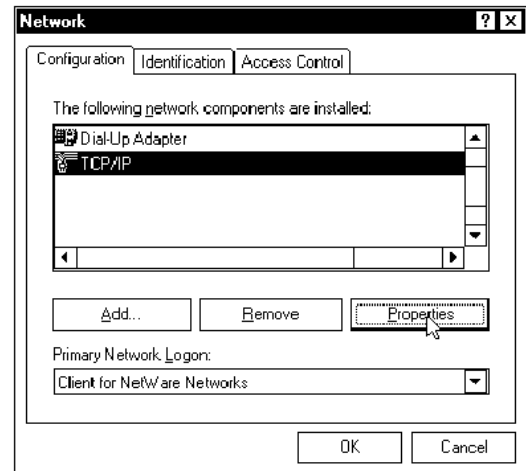 Network
Configuration Identification Access Control
The following network components are installed:
Dial-Up Adapter
TCP/IP
Add... Remove Properties
Primary Network Logon:
Client for NetWare Networks
OK Cancel